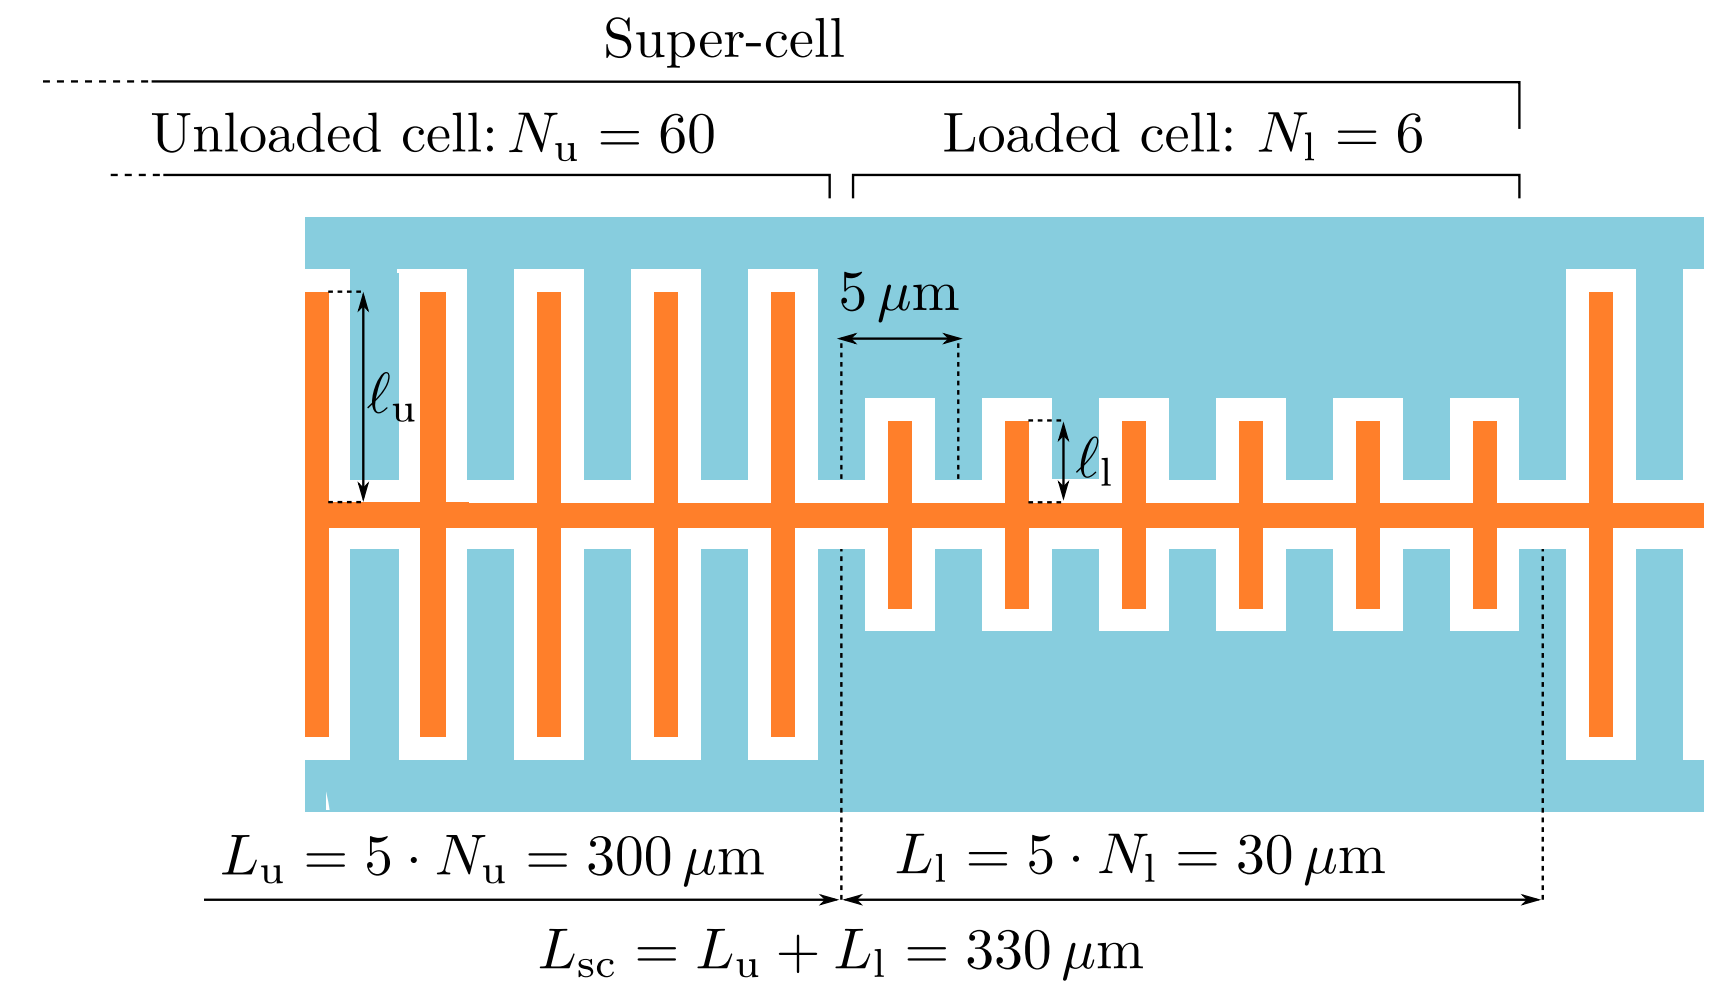 Super-cell
Unloaded cell: N_u = 60
Loaded cell: N_l = 6
5 μm
ℓ_u
ℓ_l
L_u = 5 · N_u = 300 μm
L_l = 5 · N_l = 30 μm
L_sc = L_u + L_l = 330 μm